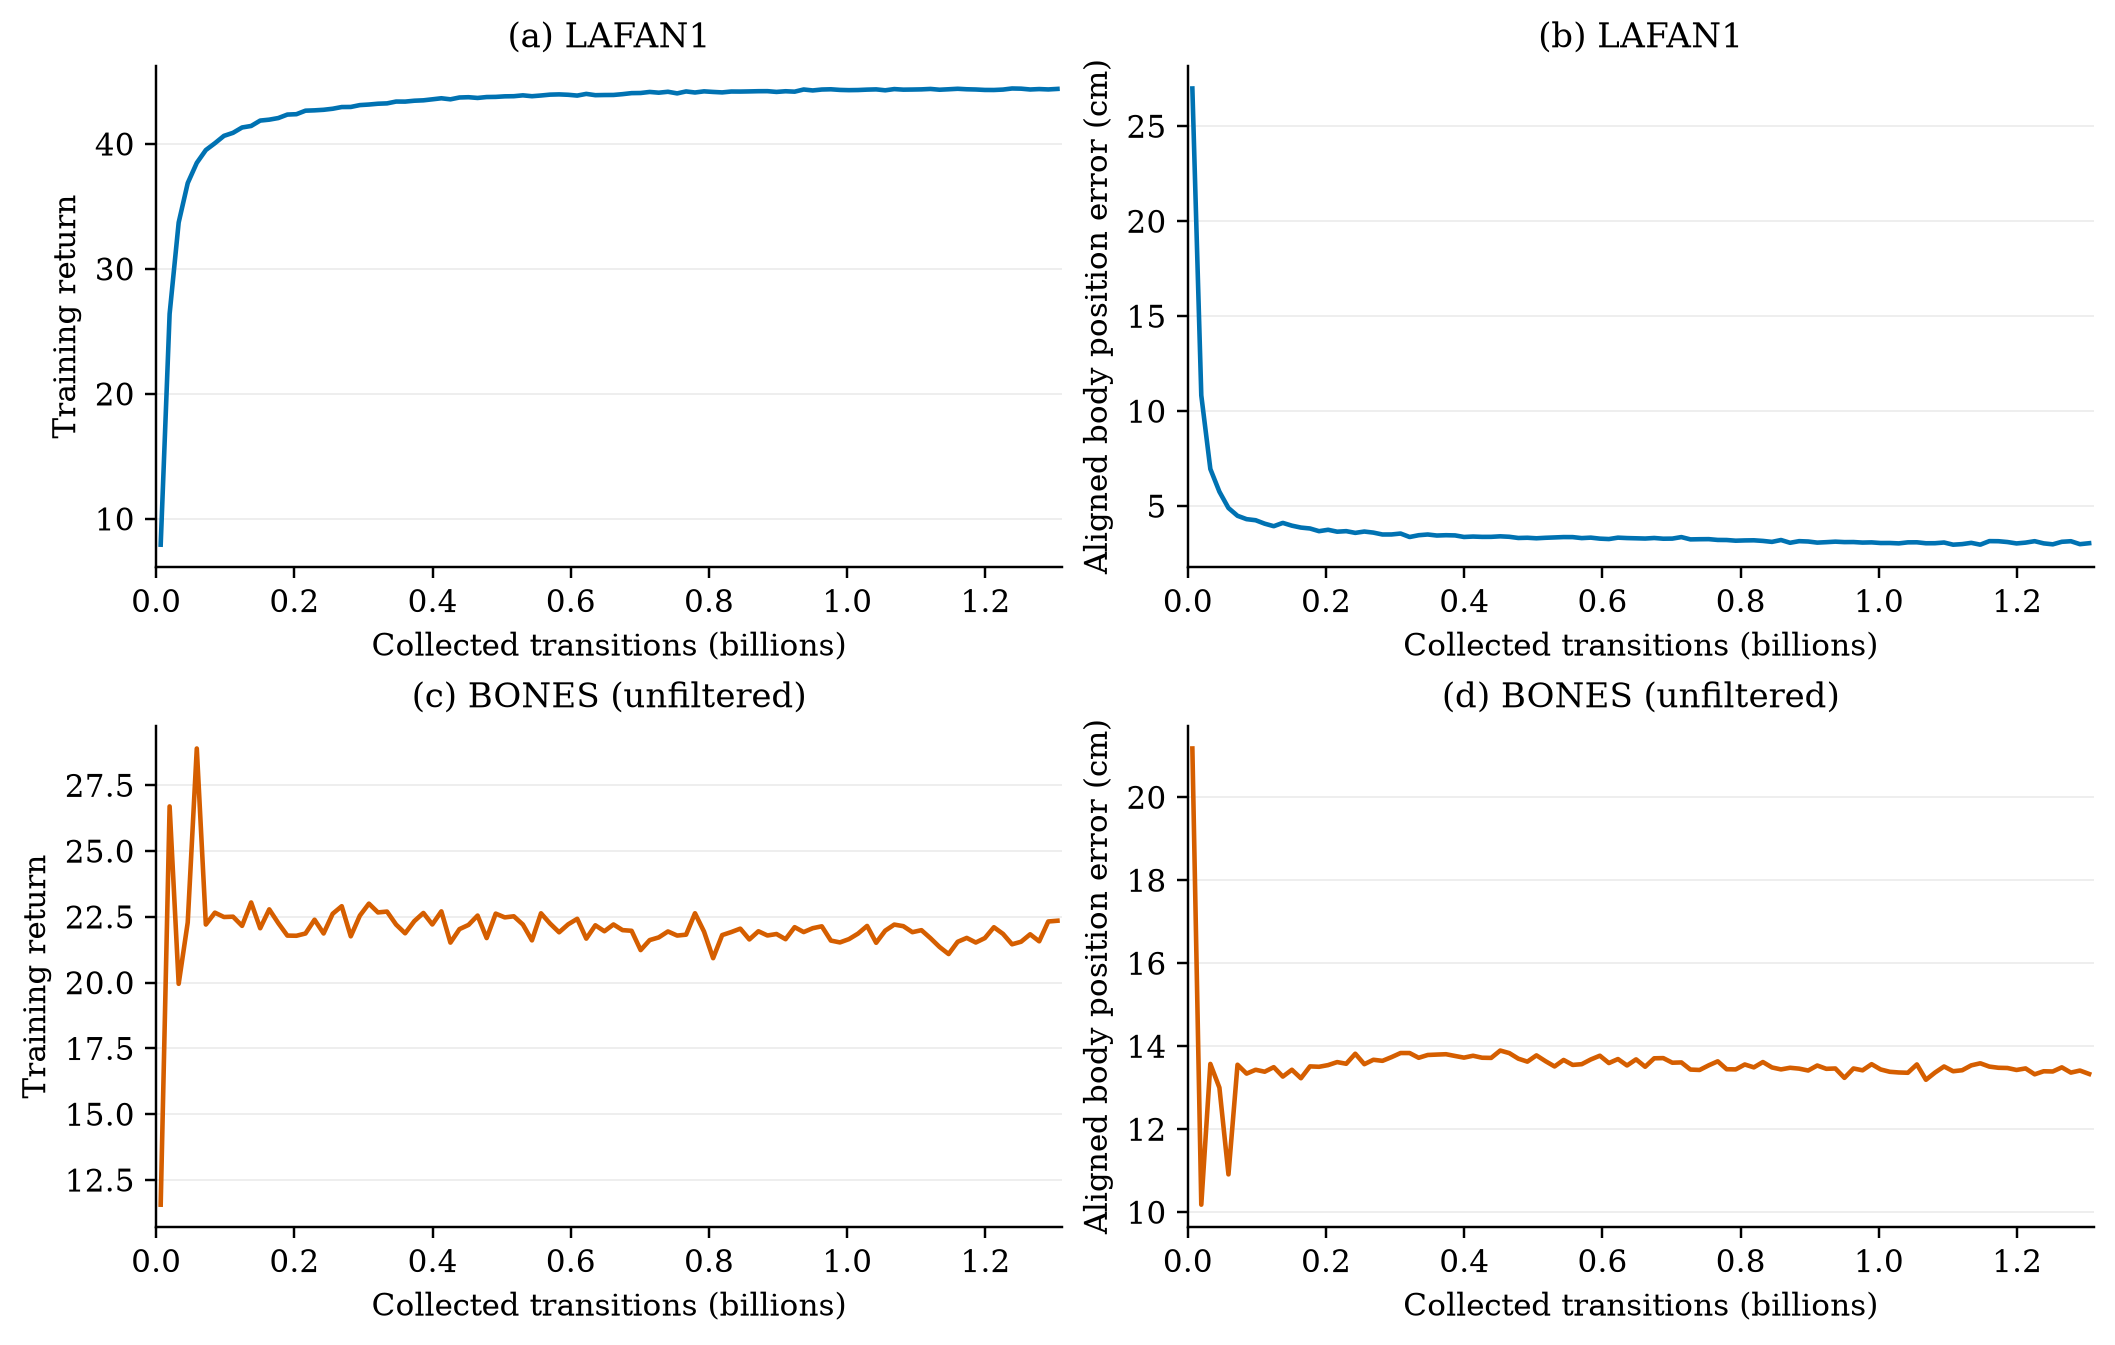 (a) LAFAN1
Training return
40
30
20
10
0.0 0.2 0.4 0.6 0.8 1.0 1.2
Collected transitions (billions)
(b) LAFAN1
Aligned body position error (cm)
25
20
15
10
5
0.0 0.2 0.4 0.6 0.8 1.0 1.2
Collected transitions (billions)
(c) BONES (unfiltered)
Training return
27.5
25.0
22.5
20.0
17.5
15.0
12.5
0.0 0.2 0.4 0.6 0.8 1.0 1.2
Collected transitions (billions)
(d) BONES (unfiltered)
Aligned body position error (cm)
20
18
16
14
12
10
0.0 0.2 0.4 0.6 0.8 1.0 1.2
Collected transitions (billions)